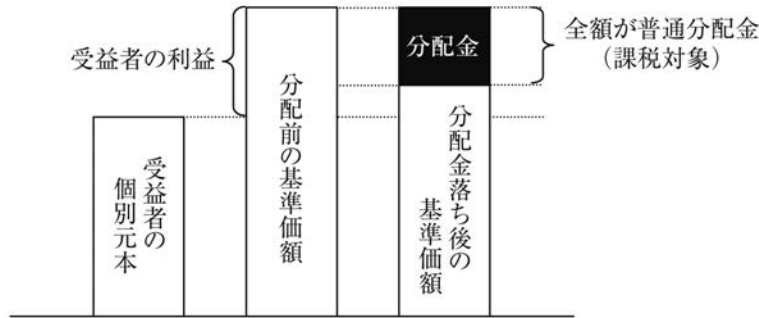 受益者の利益
分配金
全額が普通分配金
（課税対象）
受益者の
個別元本
分配前の基準価額
分配金落ち後の
基準価額